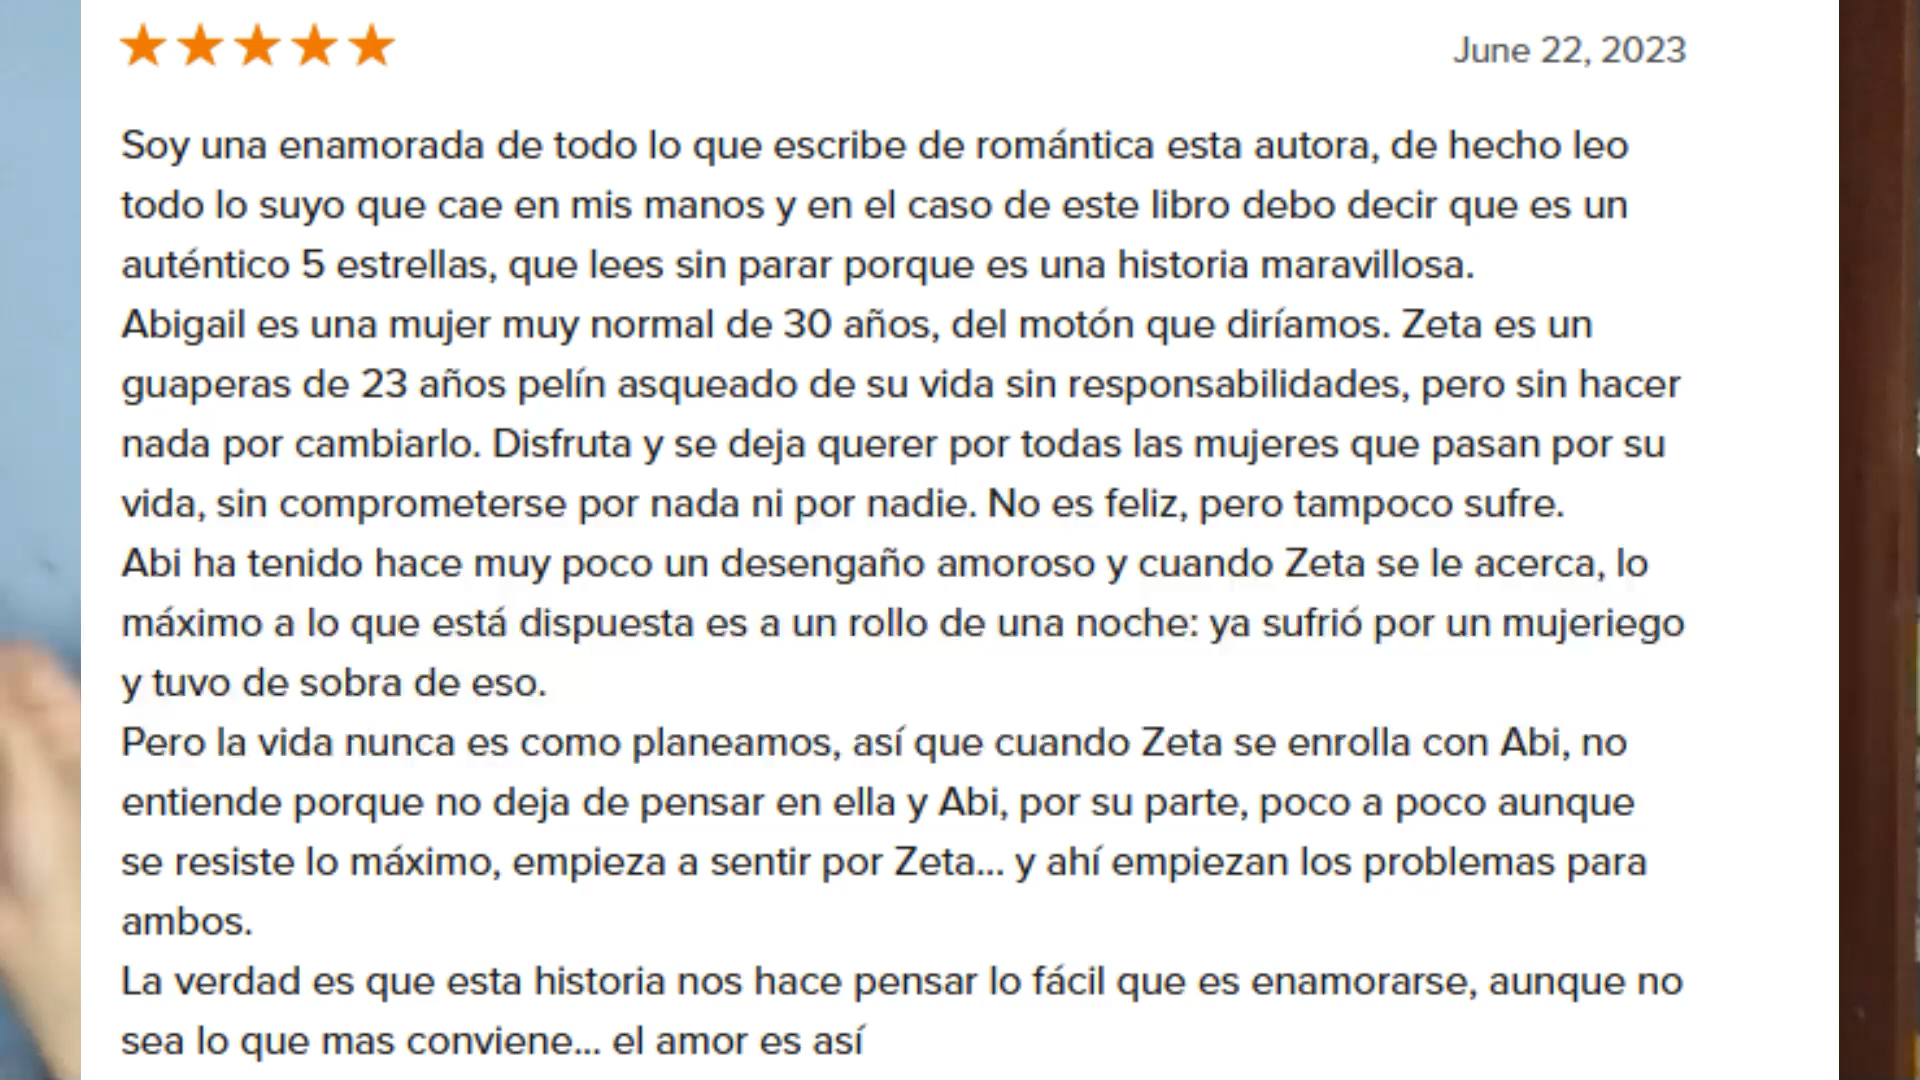 June 22, 2023
Soy una enamorada de todo lo que escribe de romántica esta autora, de hecho leo
todo lo suyo que cae en mis manos y en el caso de este libro debo decir que es un
auténtico 5 estrellas, que lees sin parar porque es una historia maravillosa.
Abigail es una mujer muy normal de 30 años, del motón que diríamos. Zeta es un
guaperas de 23 años pelín asqueado de su vida sin responsabilidades, pero sin hacer
nada por cambiarlo. Disfruta y se deja querer por todas las mujeres que pasan por su
vida, sin comprometerse por nada ni por nadie. No es feliz, pero tampoco sufre.
Abi ha tenido hace muy poco un desengaño amoroso y cuando Zeta se le acerca, lo
máximo a lo que está dispuesta es a un rollo de una noche: ya sufrió por un mujeriego
y tuvo de sobra de eso.
Pero la vida nunca es como planeamos, así que cuando Zeta se enrolla con Abi, no
entiende porque no deja de pensar en ella y Abi, por su parte, poco a poco aunque
se resiste lo máximo, empieza a sentir por Zeta... y ahí empiezan los problemas para
ambos.
La verdad es que esta historia nos hace pensar lo fácil que es enamorarse, aunque no
sea lo que mas conviene... el amor es así